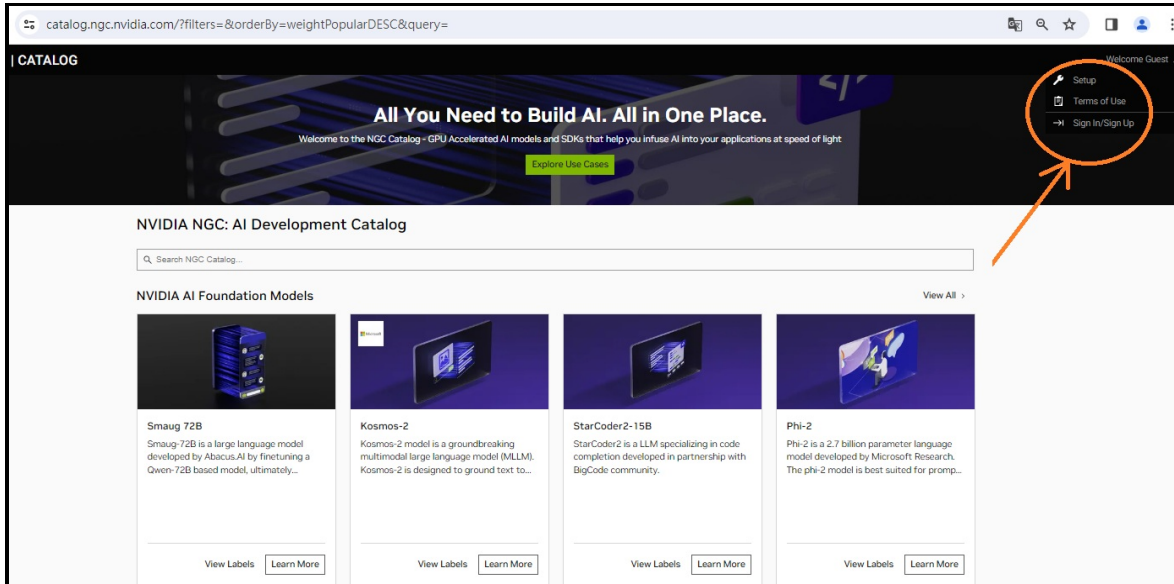 catalog.ngc.nvidia.com/?filters=&orderBy=weightPopularDESC&query=
| CATALOG
Welcome Guest
Setup
Terms of Use
Sign In/Sign Up
All You Need to Build AI. All in One Place.
Welcome to the NGC Catalog - GPU Accelerated AI models and SDKs that help you infuse AI into your applications at speed of light
Explore Use Cases
NVIDIA NGC: AI Development Catalog
Search NGC Catalog...
NVIDIA AI Foundation Models
View All
Smaug 72B
Smaug-72B is a large language model
developed by Abacus.AI by finetuning a
Qwen-72B based model, ultimately...
View Labels
Learn More
Microsoft
Kosmos-2
Kosmos-2 model is a groundbreaking
multimodal large language model (MLLM).
Kosmos-2 is designed to ground text to...
View Labels
Learn More
StarCoder2-15B
StarCoder2 is a LLM specializing in code
completion developed in partnership with
BigCode community.
View Labels
Learn More
Phi-2
Phi-2 is a 2.7 billion parameter language
model developed by Microsoft Research.
The phi-2 model is best suited for promp...
View Labels
Learn More